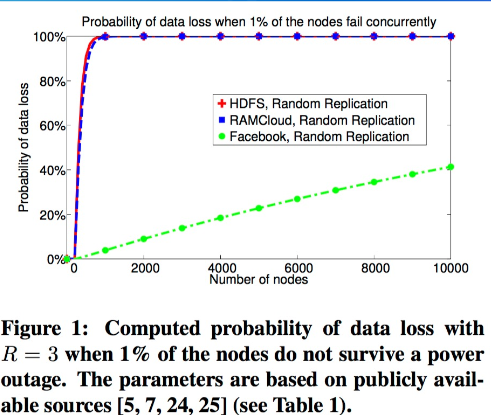 Probability of data loss when 1% of the nodes fail concurrently
100%
80%
60%
40%
20%
0%
Probability of data loss
HDFS, Random Replication
RAMCloud, Random Replication
Facebook, Random Replication
0 2000 4000 6000 8000 10000
Number of nodes
Figure 1: Computed probability of data loss with
R = 3 when 1% of the nodes do not survive a power
outage. The parameters are based on publicly avail-
able sources [5, 7, 24, 25] (see Table 1).